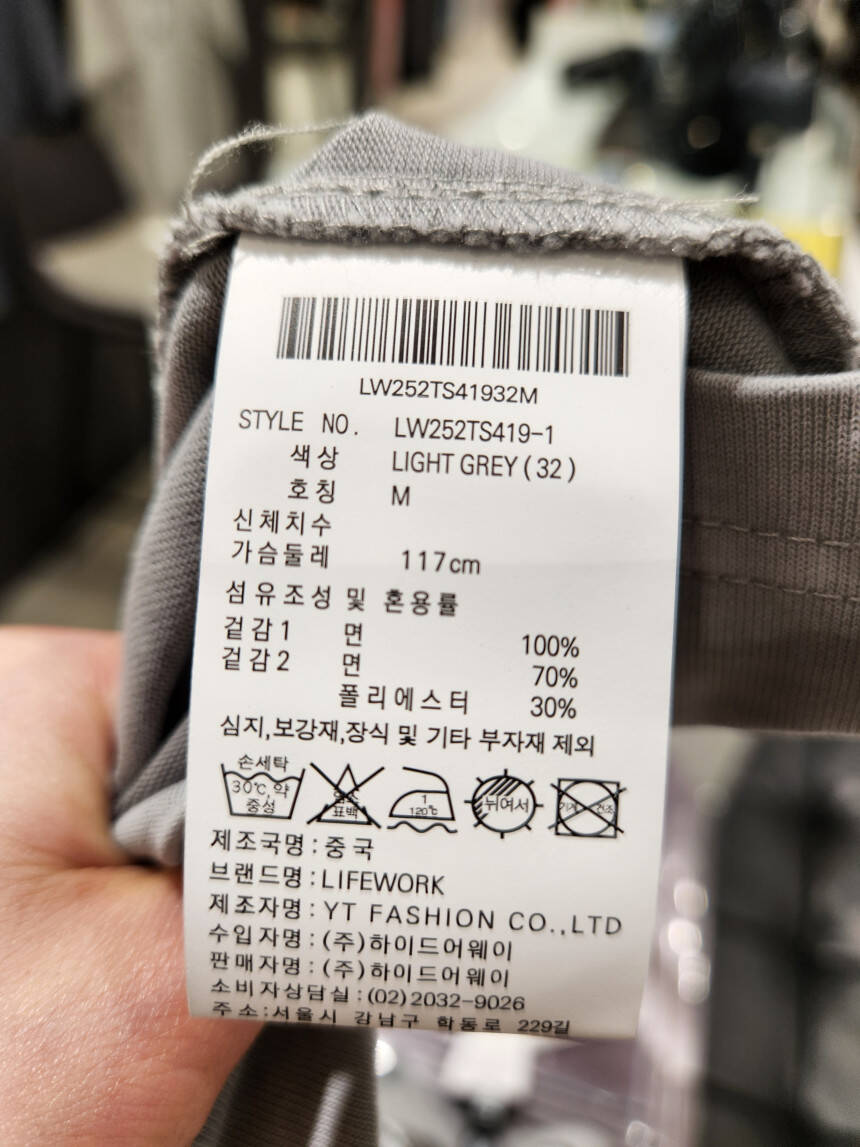 LW252TS41932M
STYLE NO. LW252TS419-1
색상 LIGHT GREY(32)
호칭 M
신체치수
가슴둘레 117cm
섬유조성 및 혼용률
겉감1 면 100%
겉감2 면 70%
폴리에스터 30%
심지,보강재,장식 및 기타 부자재 제외
손세탁
30℃,약
중성
염소
표백
1
120℃
뉘여서
기계 건조
제조국명:중국
브랜드명:LIFEWORK
제조자명:YT FASHION CO.,LTD
수입자명:(주)하이드어웨이
판매자명:(주)하이드어웨이
소비자상담실:(02)2032-9026
주소:서울시 강남구 학동로 229길